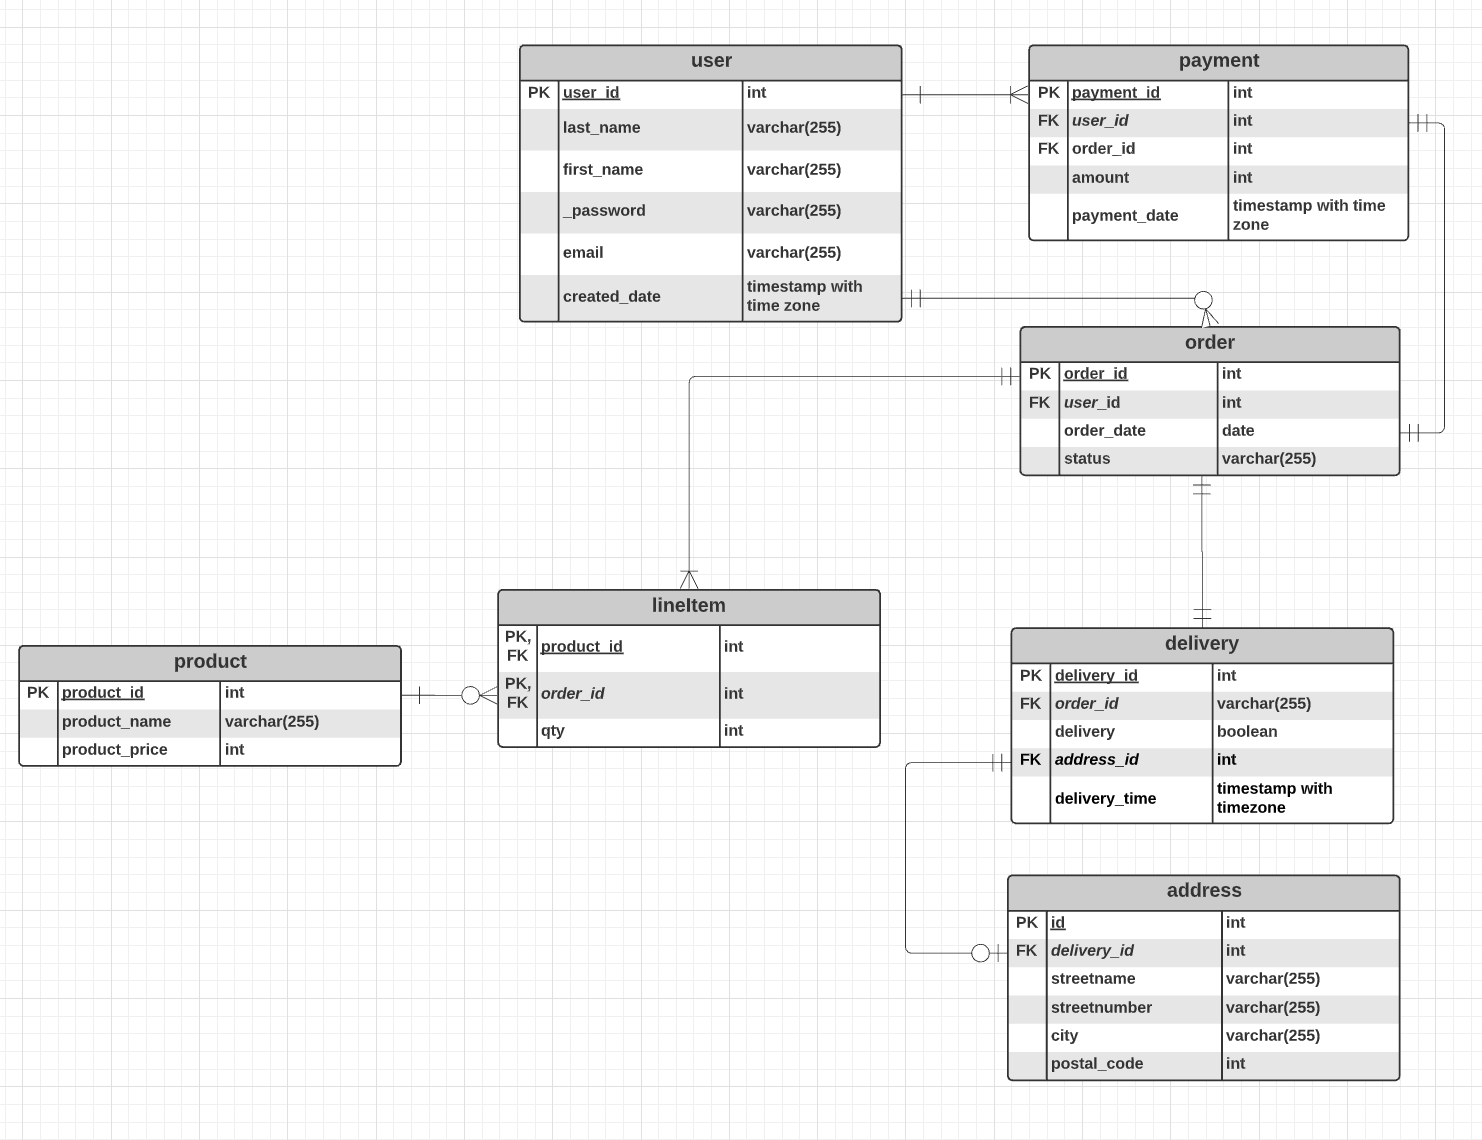 user
PK user_id int
last_name varchar(255)
first_name varchar(255)
_password varchar(255)
email varchar(255)
created_date timestamp with
time zone
payment
PK payment_id int
FK user_id int
FK order_id int
amount int
payment_date timestamp with time
zone
order
PK order_id int
FK user_id int
order_date date
status varchar(255)
lineItem
PK,
FK product_id int
PK,
FK order_id int
qty int
product
PK product_id int
product_name varchar(255)
product_price int
delivery
PK delivery_id int
FK order_id varchar(255)
delivery boolean
FK address_id int
delivery_time timestamp with
timezone
address
PK id int
FK delivery_id int
streetname varchar(255)
streetnumber varchar(255)
city varchar(255)
postal_code int